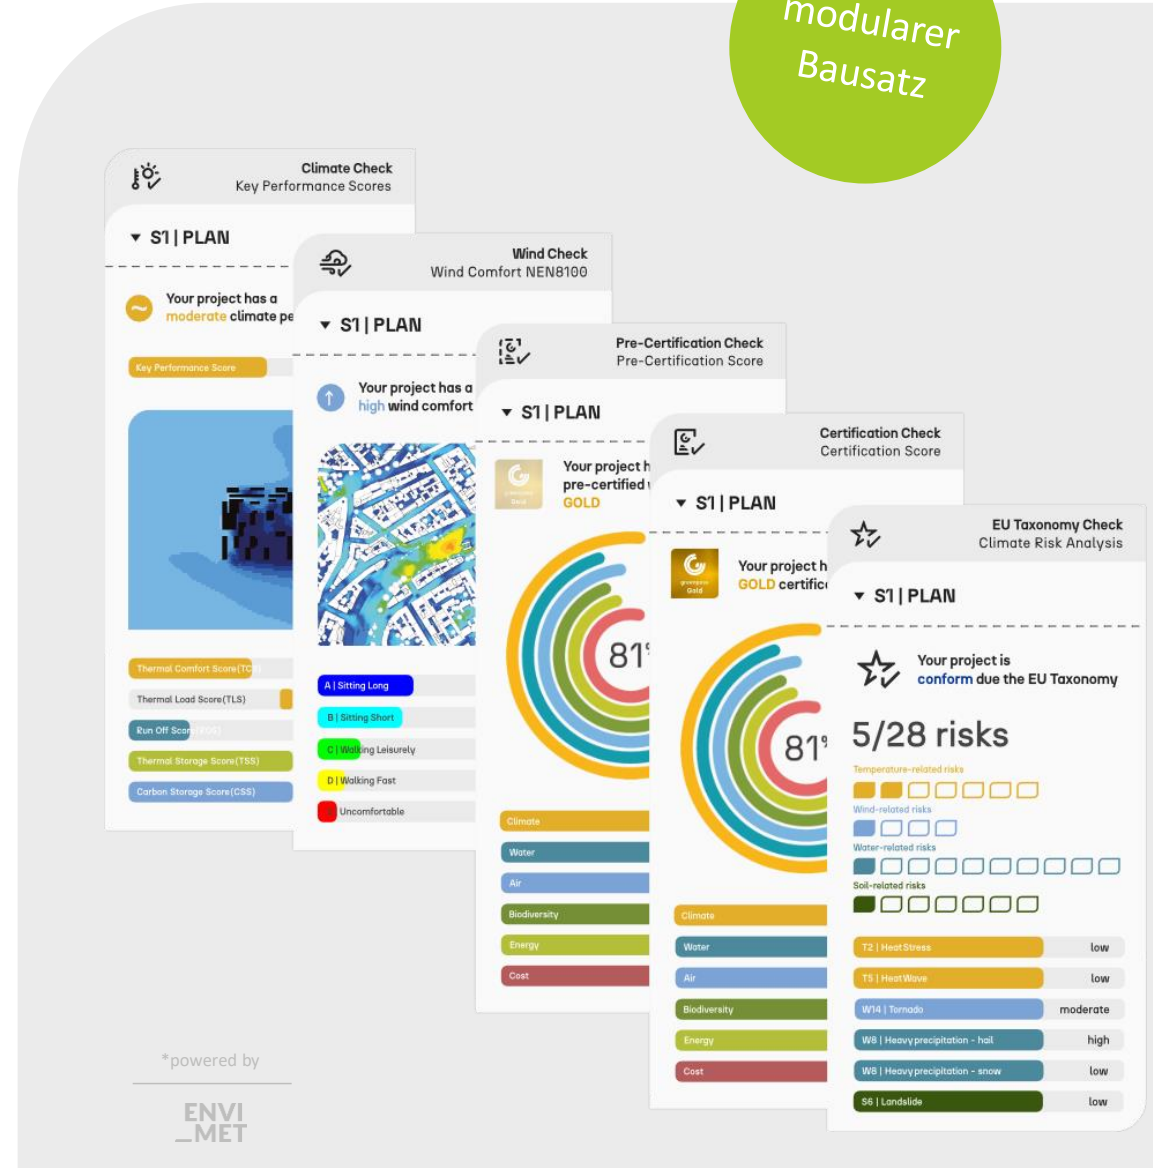 modularer
Bausatz
Climate Check
Key Performance Scores
S1 | PLAN
Your project has a
moderate climate pe
Key Performance Score
Thermal Comfort Score(TCS)
Thermal Load Score(TLS)
Run Off Score(ROS)
Thermal Storage Score(TSS)
Carbon Storage Score(CSS)
Wind Check
Wind Comfort NEN8100
S1 | PLAN
Your project has a
high wind comfort
A | Sitting Long
B | Sitting Short
C | Walking Leisurely
D | Walking Fast
Uncomfortable
Pre-Certification Check
Pre-Certification Score
S1 | PLAN
greenpass
Gold
Your project h
pre-certified
GOLD
81
Climate
Water
Air
Biodiversity
Energy
Cost
Certification Check
Certification Score
S1 | PLAN
greenpass
Gold
Your project h
GOLD certific
81
Climate
Water
Air
Biodiversity
Energy
Cost
EU Taxonomy Check
Climate Risk Analysis
S1 | PLAN
Your project is
conform due the EU Taxonomy
5/28 risks
Temperature-related risks
Wind-related risks
Water-related risks
Soil-related risks
T2 | Heat Stress low
T5 | Heat Wave low
W14 | Tornado moderate
W8 | Heavy precipitation - hail high
W8 | Heavy precipitation - snow low
S6 | Landslide low
*powered by
ENVI
_MET